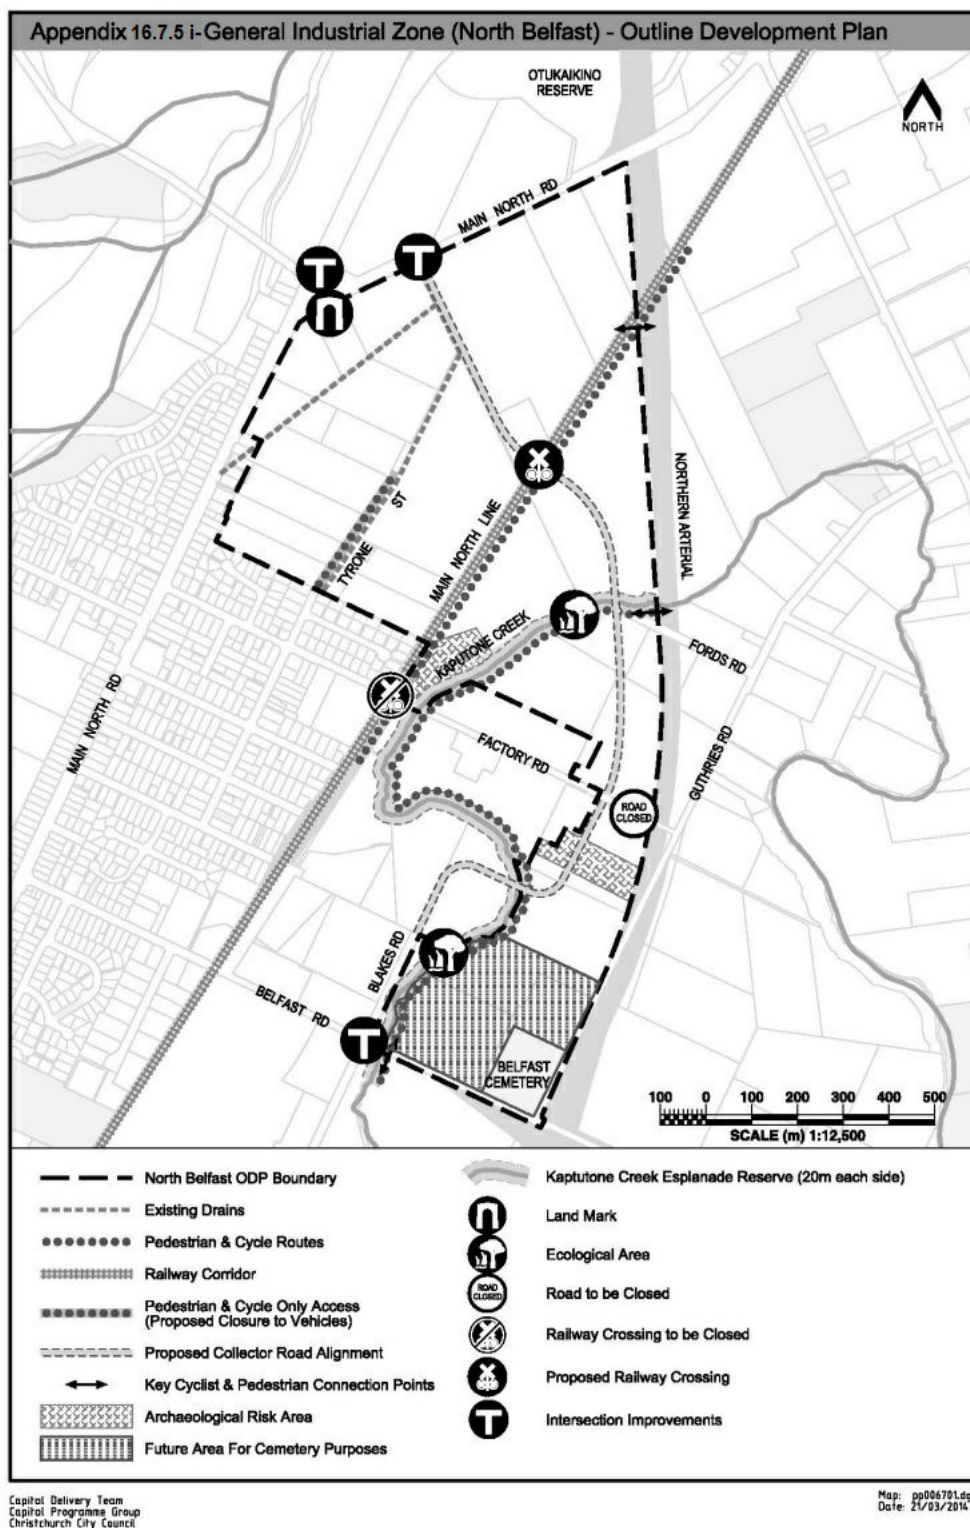 Appendix 16.7.5 i-General Industrial Zone (North Belfast) - Outline Development Plan
OTUKAIKINO
RESERVE
NORTH
MAIN NORTH RD
T
T
NORTHERN ARTERIAL
TYRONE ST
MAIN NORTH LINE
KAPUTONE CREEK
FORDS RD
MAIN NORTH RD
FACTORY RD
GUTHRIES RD
ROAD
CLOSED
BLAKES RD
BELFAST RD
T
BELFAST
CEMETERY
100 0 100 200 300 400 500
SCALE (m) 1:12,500
North Belfast ODP Boundary
Existing Drains
Pedestrian & Cycle Routes
Railway Corridor
Pedestrian & Cycle Only Access
(Proposed Closure to Vehicles)
Proposed Collector Road Alignment
Key Cyclist & Pedestrian Connection Points
Archaeological Risk Area
Future Area For Cemetery Purposes
Kaptutone Creek Esplanade Reserve (20m each side)
Land Mark
Ecological Area
ROAD
CLOSED
Road to be Closed
Railway Crossing to be Closed
Proposed Railway Crossing
T
Intersection Improvements
Capital Delivery Team
Capital Programme Group
Christchurch City Council
Map: pp006701.dg
Date: 21/03/2014